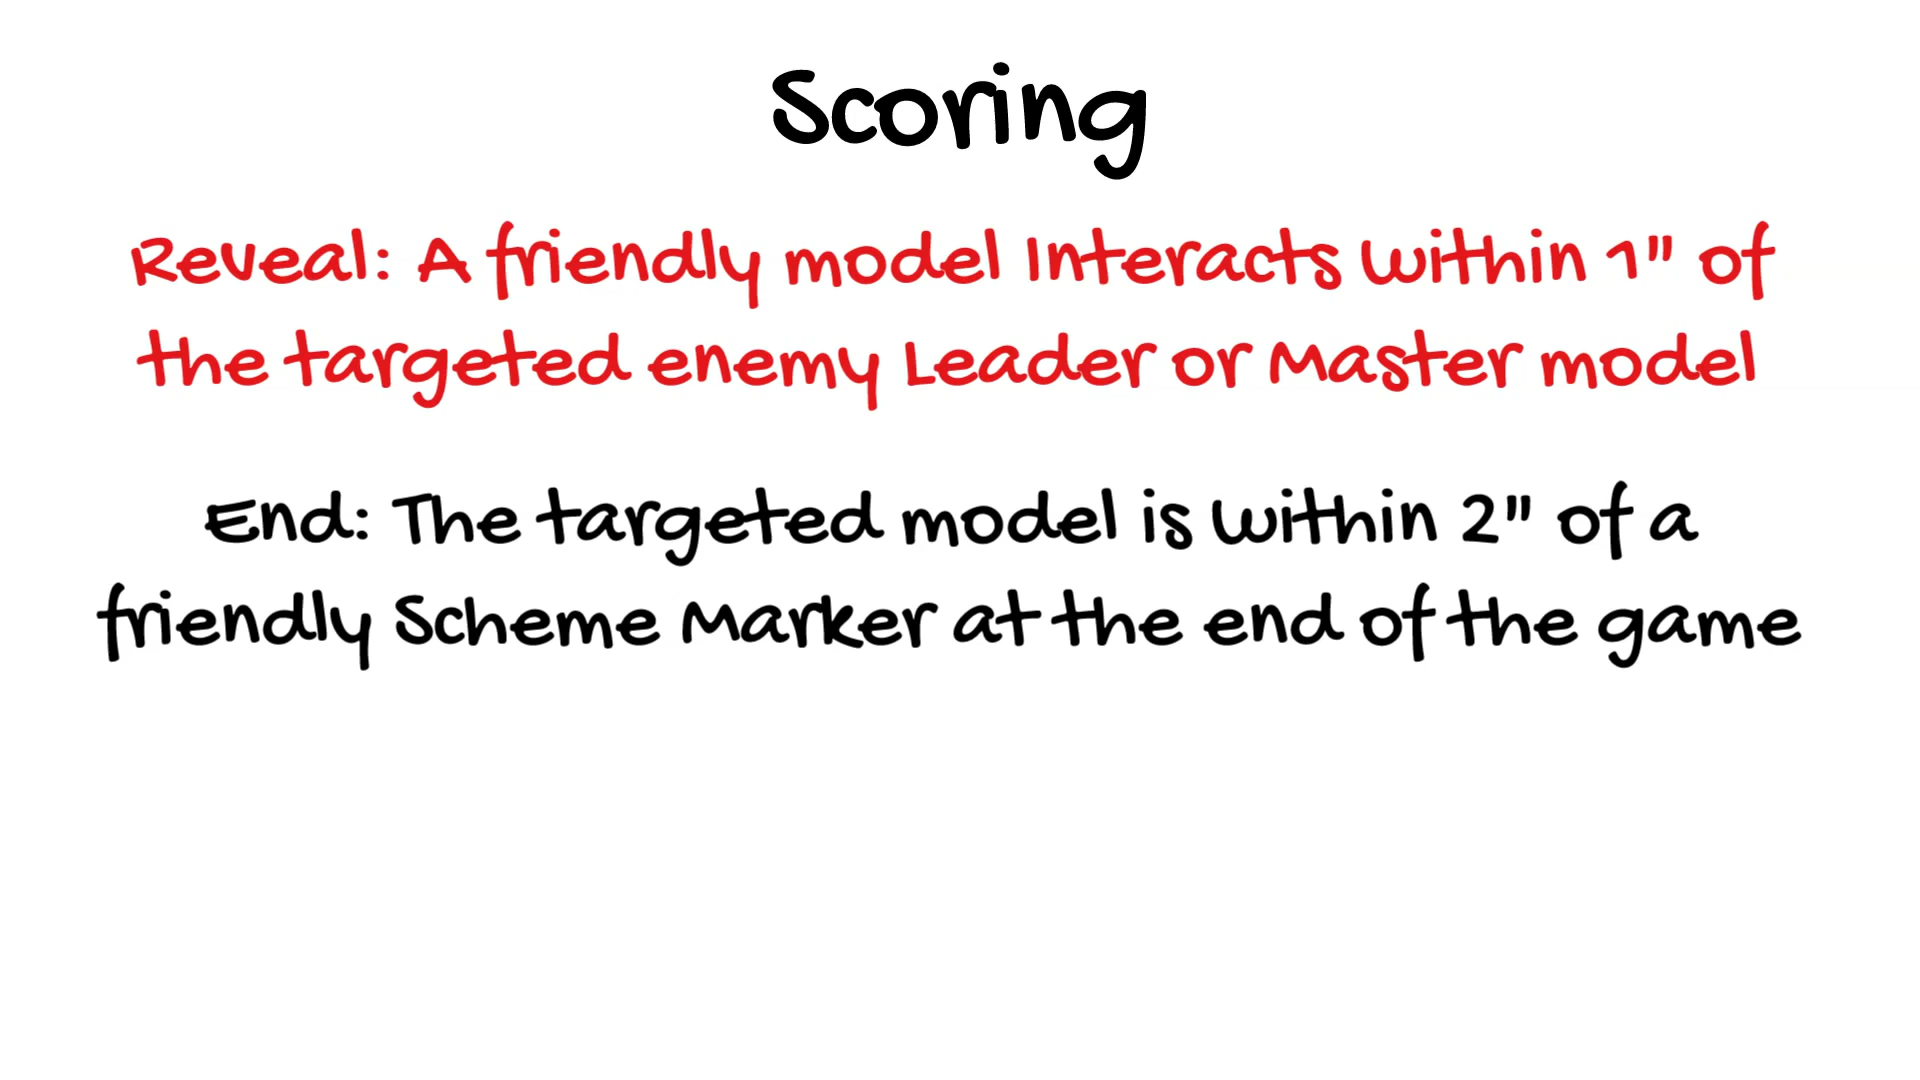 Scoring
Reveal: A friendly model Interacts within 1" of
the targeted enemy Leader or Master model
End: The targeted model is within 2" of a
friendly Scheme Marker at the end of the game